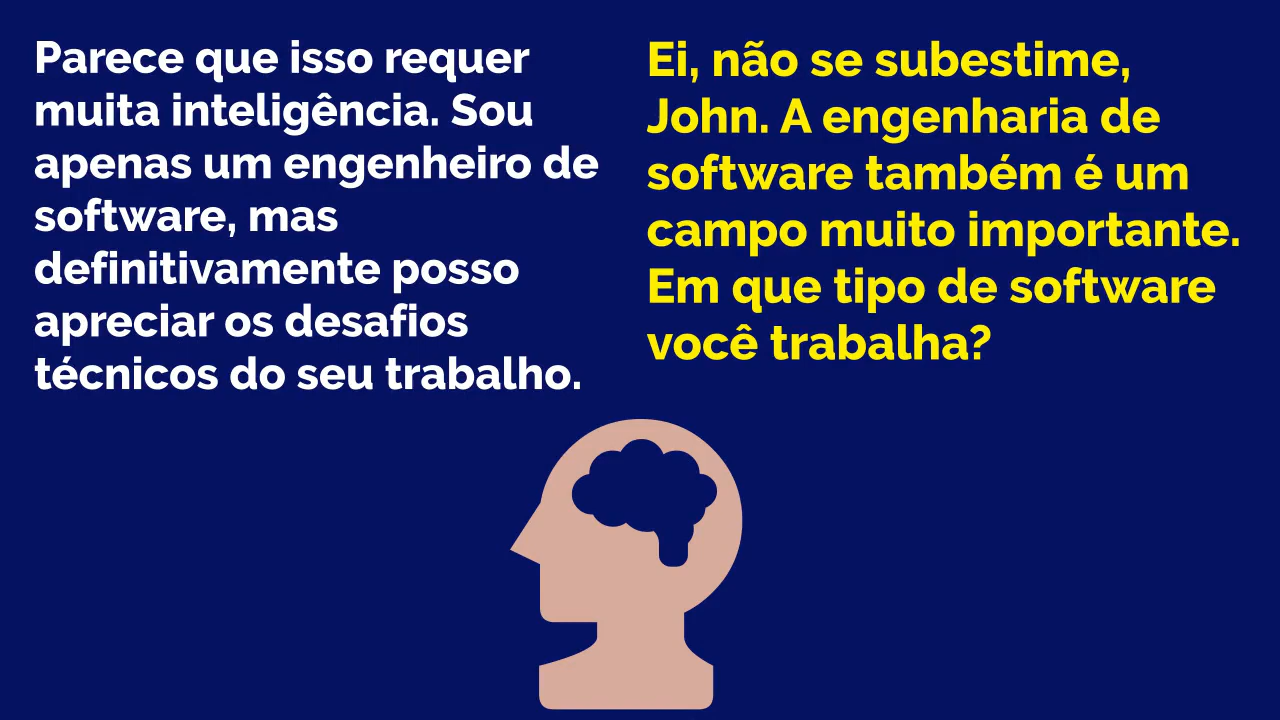 Parece que isso requer
muita inteligência. Sou
apenas um engenheiro de
software, mas
definitivamente posso
apreciar os desafios
técnicos do seu trabalho.
Ei, não se subestime,
John. A engenharia de
software também é um
campo muito importante.
Em que tipo de software
você trabalha?